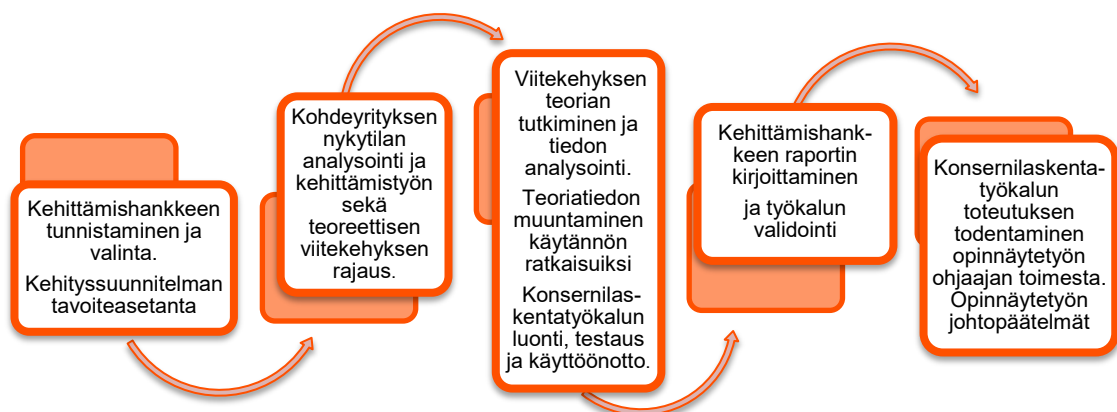 Kehittämishankkeen
tunnistaminen ja
valinta.
Kehityssuunnitelman
tavoiteasetanta
Kohdeyrityksen
nykytilan
analysointi ja
kehittämistyön
sekä
teoreettisen
viitekehyksen
rajaus.
Viitekehyksen
teorian
tutkiminen ja
tiedon
analysointi.
Teoriatiedon
muuntaminen
käytännön
ratkaisuiksi
Konsernilas-
kentatyökalun
luonti, testaus
ja käyttöönotto.
Kehittämishank-
keen raportin
kirjoittaminen
ja työkalun
validointi
Konsernilaskenta-
työkalun
toteutuksen
todentaminen
opinnäytetyön
ohjaajan toimesta.
Opinnäytetyön
johtopäätelmät